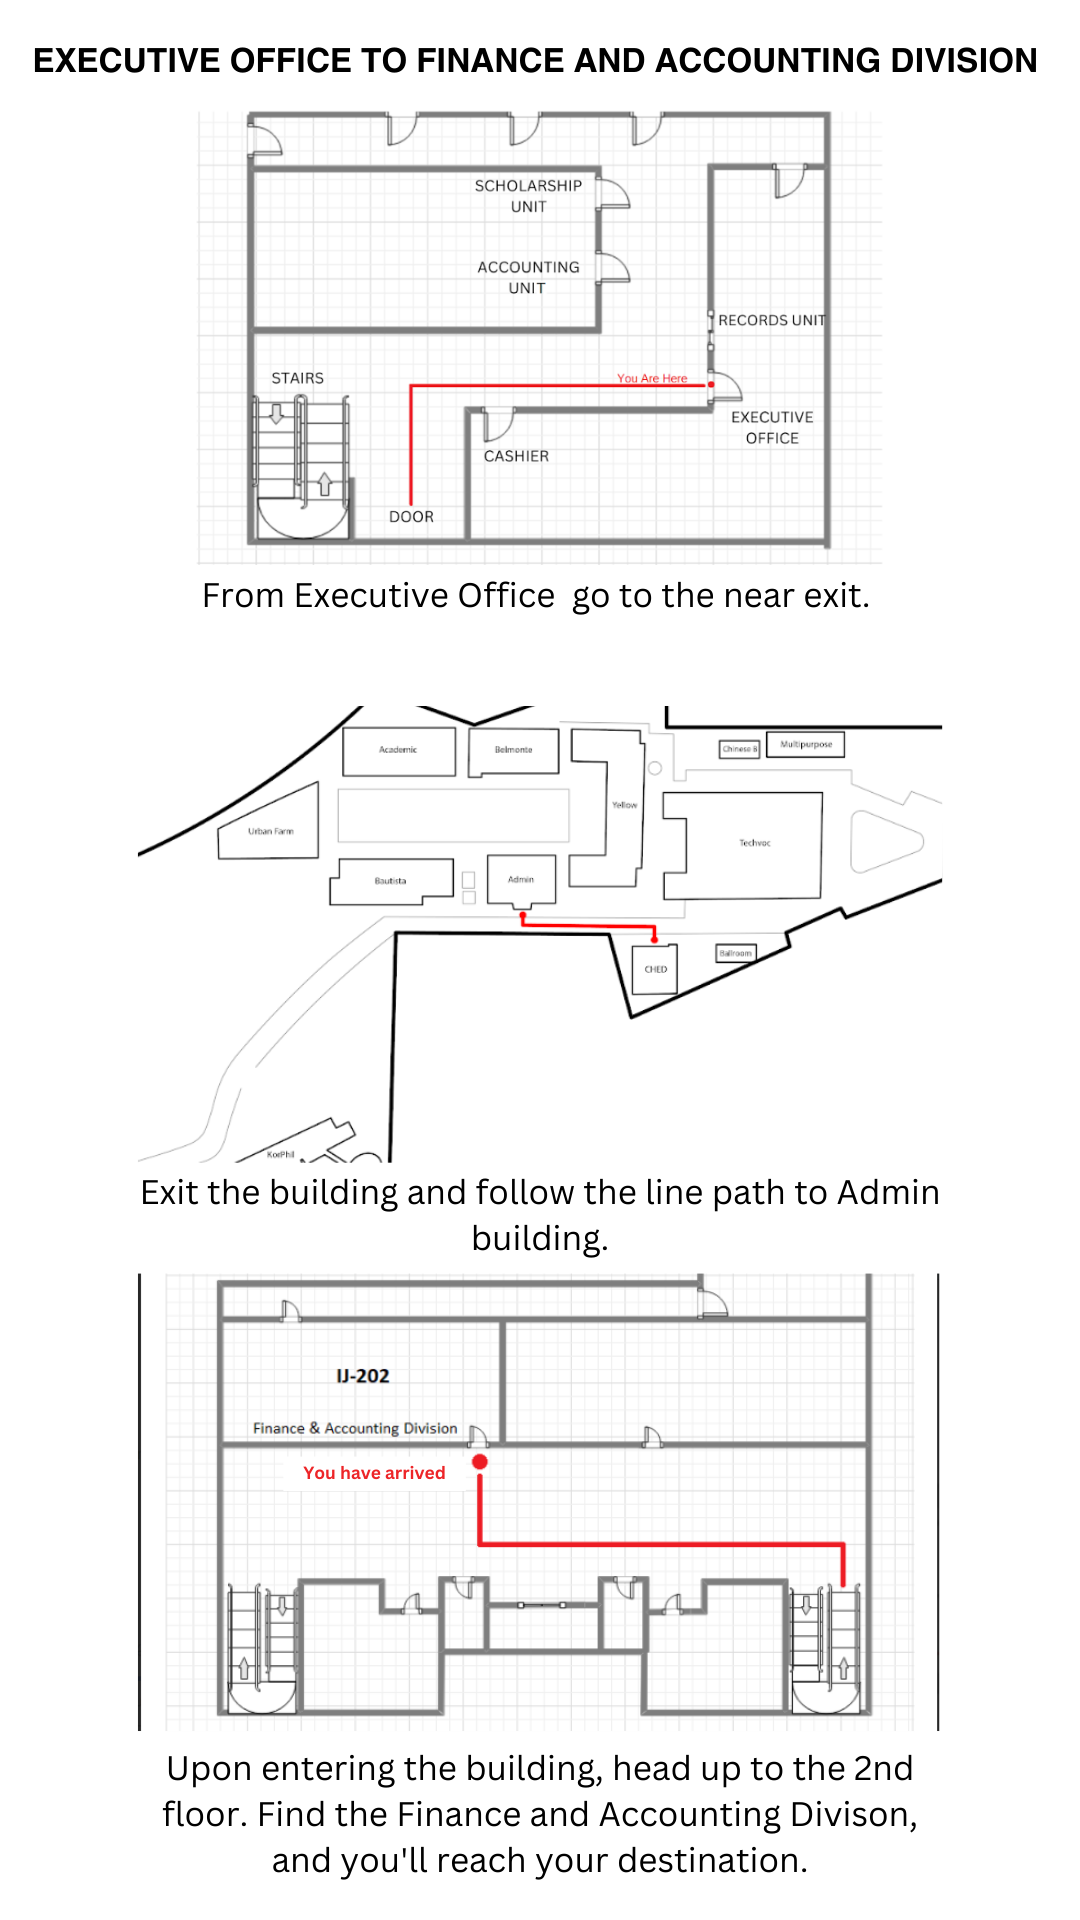 EXECUTIVE OFFICE TO FINANCE AND ACCOUNTING DIVISION
SCHOLARSHIP
UNIT
ACCOUNTING
UNIT
RECORDS UNIT
STAIRS
You Are Here
EXECUTIVE
OFFICE
CASHIER
DOOR
From Executive Office go to the near exit.
Academic
Belmonte
Chinese B
Multipurpose
Urban Farm
Yellow
Techvoc
Bautista
Admin
CHED
Ballroom
KorPhil
Exit the building and follow the line path to Admin
building.
IJ-202
Finance & Accounting Division
You have arrived
Upon entering the building, head up to the 2nd
floor. Find the Finance and Accounting Divison,
and you'll reach your destination.